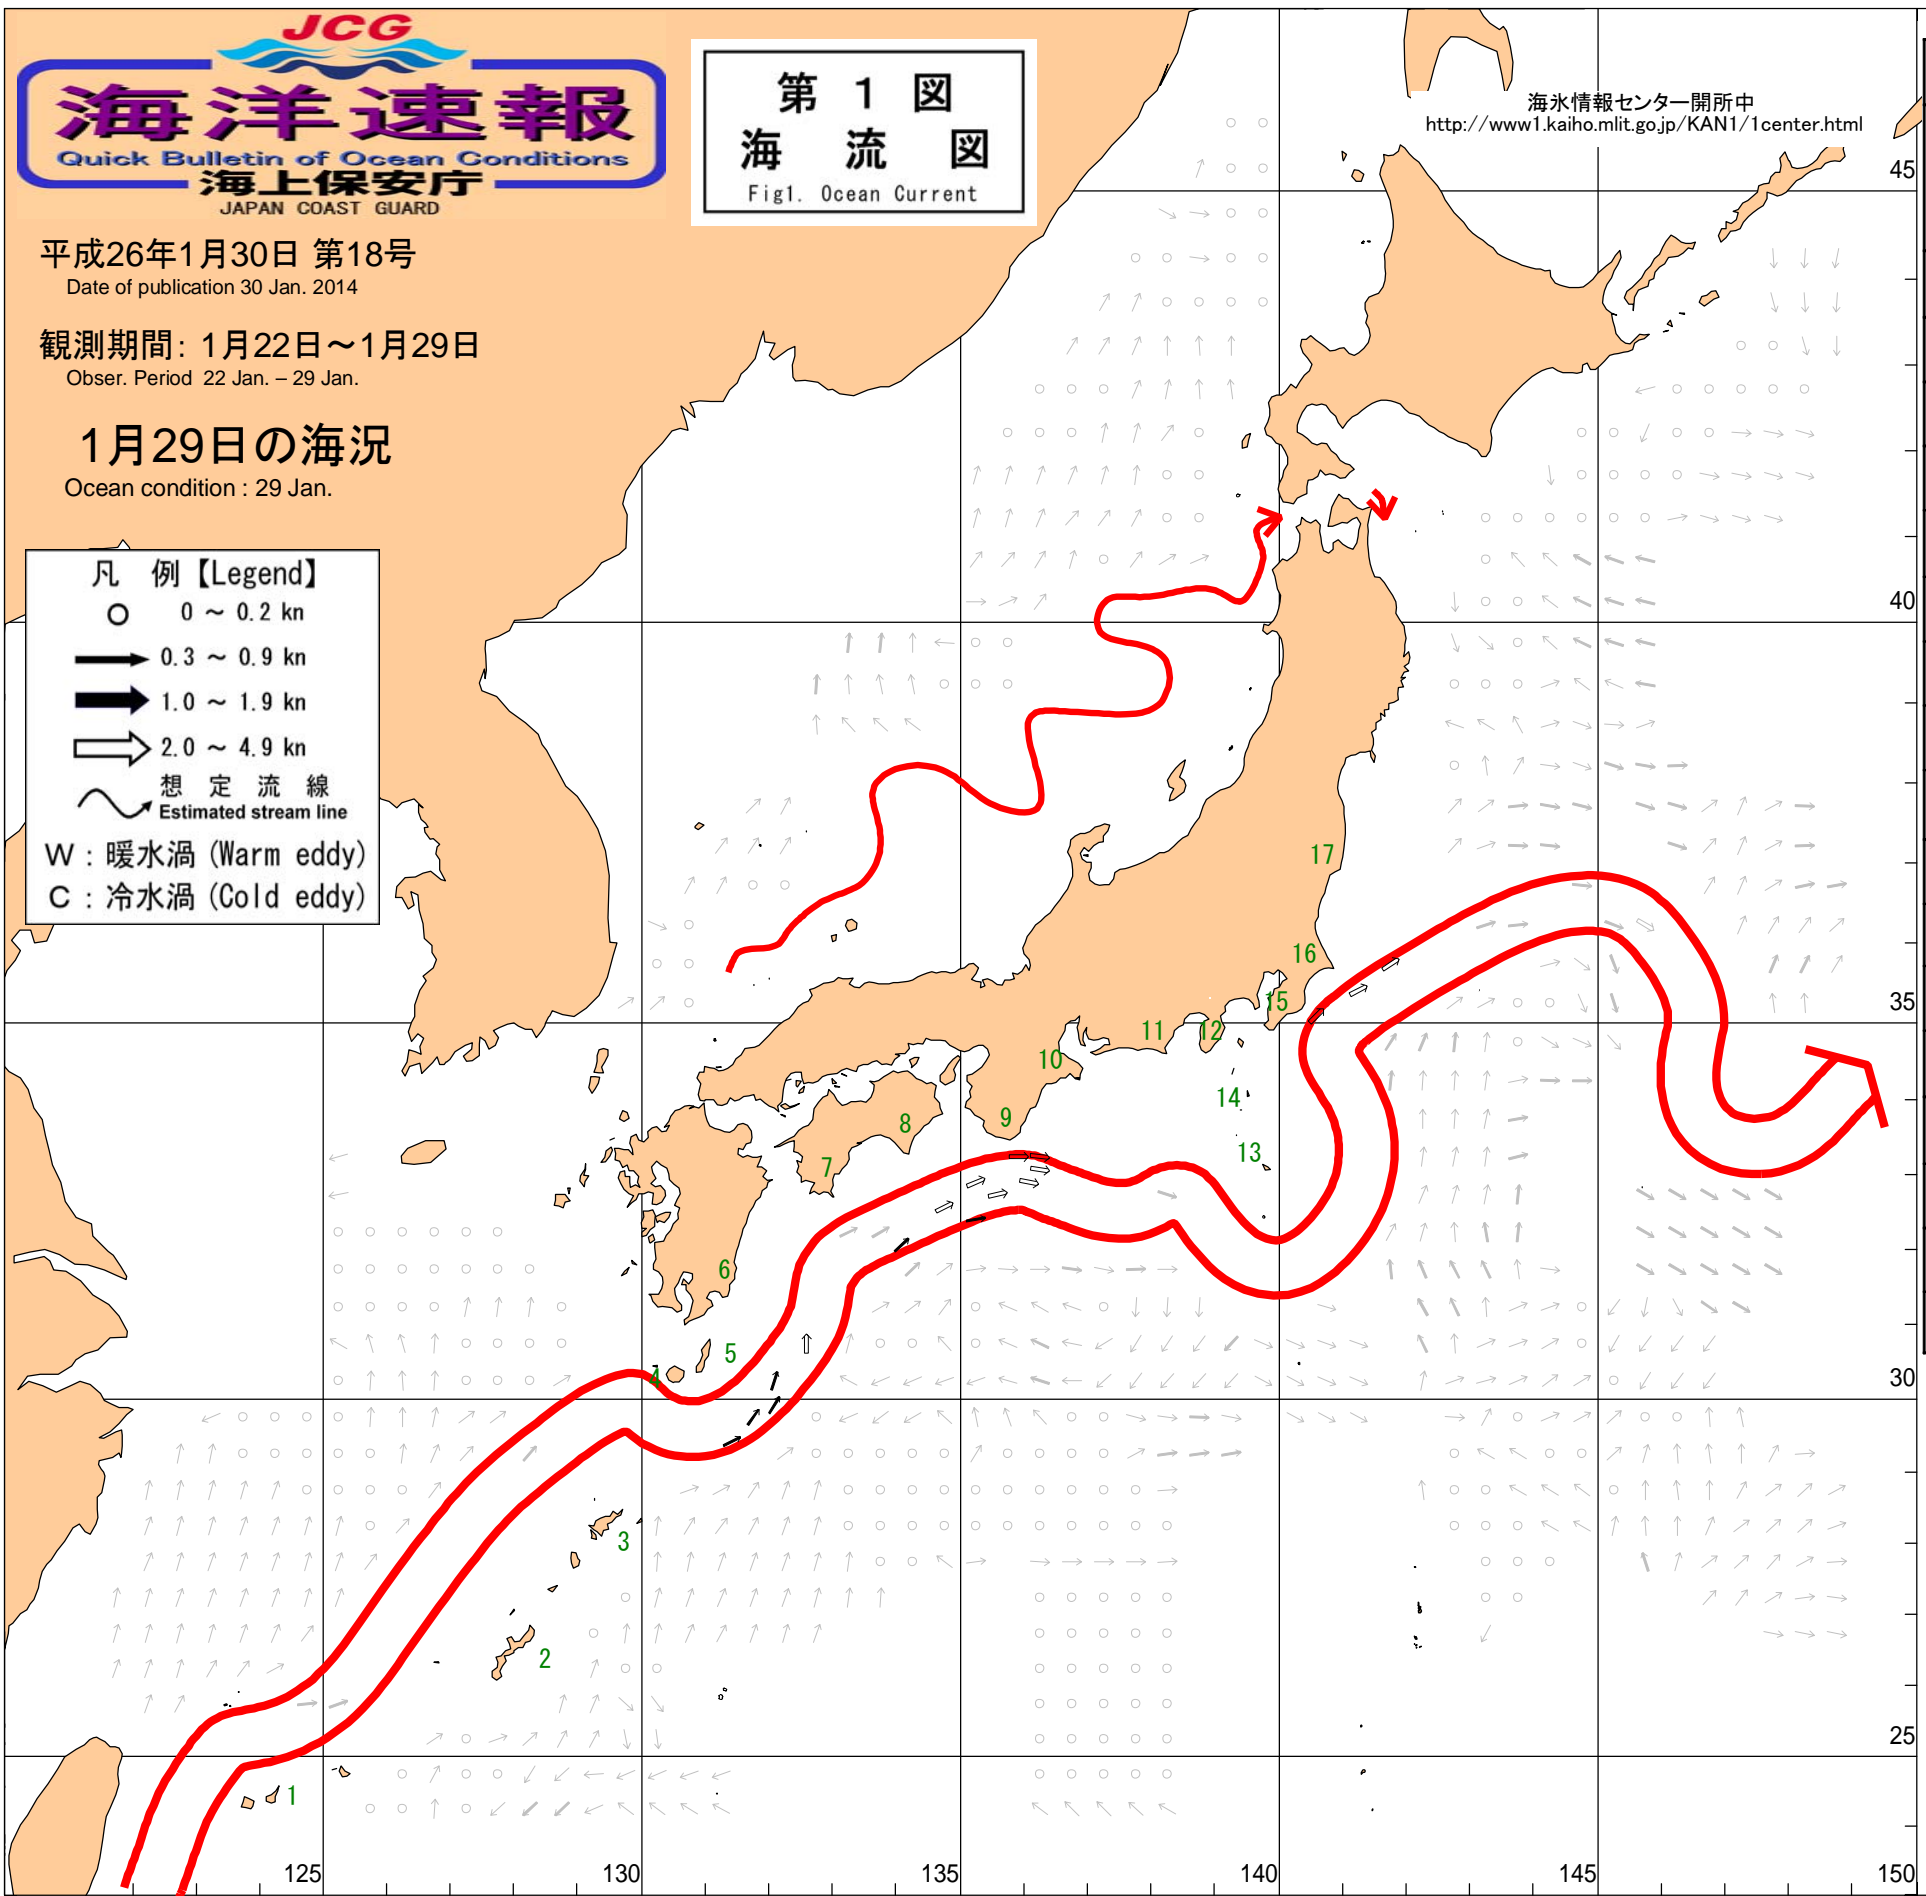 JCG
海洋速報
Quick Bulletin of Ocean Conditions
海上保安庁
JAPAN COAST GUARD
第 1 図
海 流 図
Fig1. Ocean Current
海氷情報センター開所中
http://www1.kaiho.mlit.go.jp/KAN1/1center.html
平成26年1月30日 第18号
Date of publication 30 Jan. 2014
観測期間: 1月22日~1月29日
Obser. Period 22 Jan. – 29 Jan.
1月29日の海況
Ocean condition : 29 Jan.
凡 例【Legend】
0 ~ 0.2 kn
0.3 ~ 0.9 kn
1.0 ~ 1.9 kn
2.0 ~ 4.9 kn
想 定 流 線
Estimated stream line
W : 暖水渦 (Warm eddy)
C : 冷水渦 (Cold eddy)
45
40
35
30
25
17
16
15
12
11
10
14
9
8
13
7
6
5
4
3
2
1
125
130
135
140
145
150